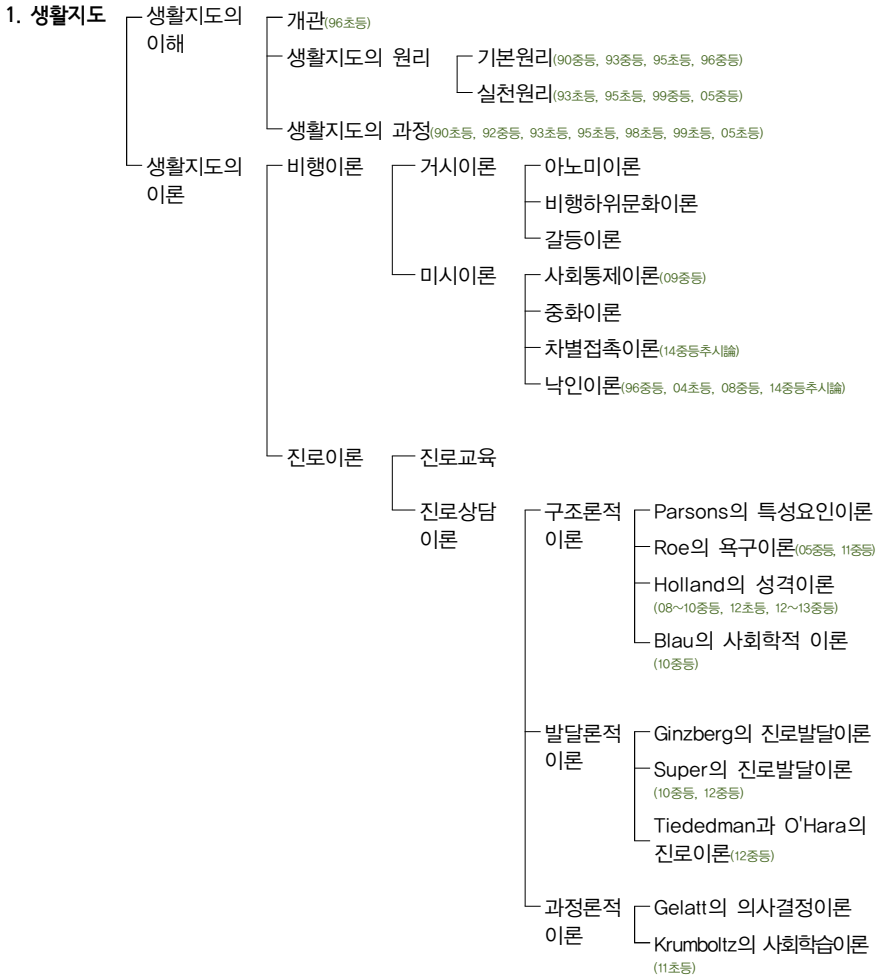 1. 생활지도
생활지도의
이해
개관(96초등)
생활지도의 원리
기본원리(90중등, 93중등, 95초등, 96중등)
실천원리(93초등, 95초등, 99중등, 05중등)
생활지도의 과정(90초등, 92중등, 93초등, 95초등, 98초등, 99초등, 05초등)
생활지도의
이론
비행이론
거시이론
아노미이론
비행하위문화이론
갈등이론
미시이론
사회통제이론(09중등)
중화이론
차별접촉이론(14중등추시論)
낙인이론(96중등, 04초등, 08중등, 14중등추시論)
진로이론
진로교육
진로상담
이론
구조론적
이론
Parsons의 특성요인이론
Roe의 욕구이론(05중등, 11중등)
Holland의 성격이론
(08~10중등, 12초등, 12~13중등)
Blau의 사회학적 이론
(10중등)
발달론적
이론
Ginzberg의 진로발달이론
Super의 진로발달이론
(10중등, 12중등)
Tiededman과 O'Hara의
진로이론(12중등)
과정론적
이론
Gelatt의 의사결정이론
Krumboltz의 사회학습이론
(11초등)